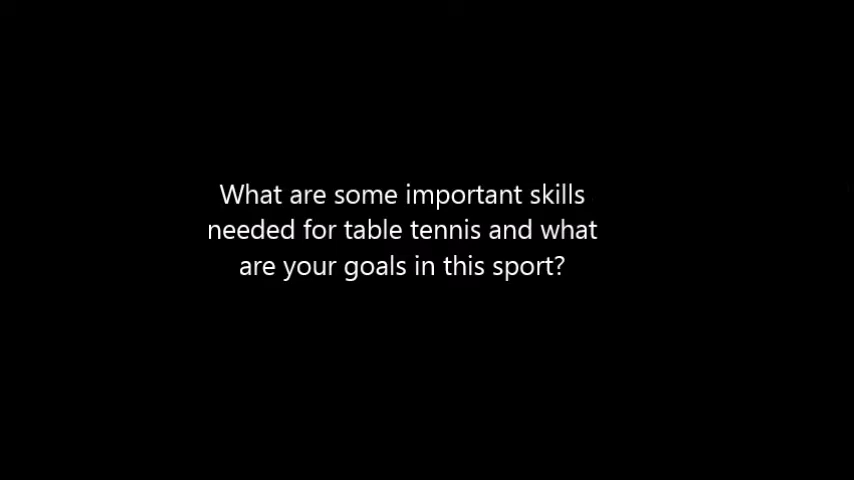 What are some important skills
needed for table tennis and what
are your goals in this sport?